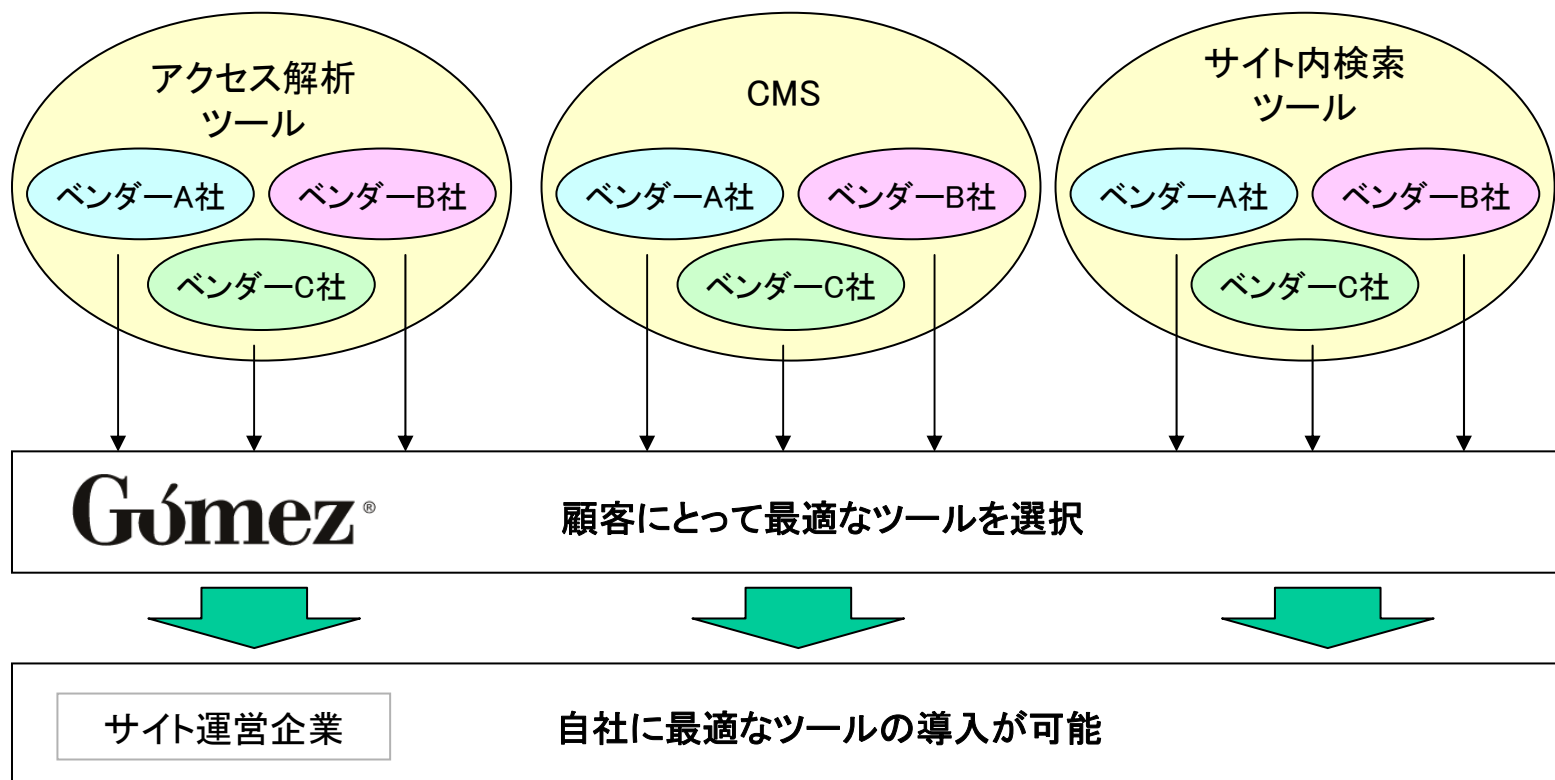 アクセス解析
ツール
CMS
サイト内検索
ツール
ベンダーA社
ベンダーB社
ベンダーC社
ベンダーA社
ベンダーB社
ベンダーC社
ベンダーA社
ベンダーB社
ベンダーC社
Gómez®
顧客にとって最適なツールを選択
サイト運営企業
自社に最適なツールの導入が可能